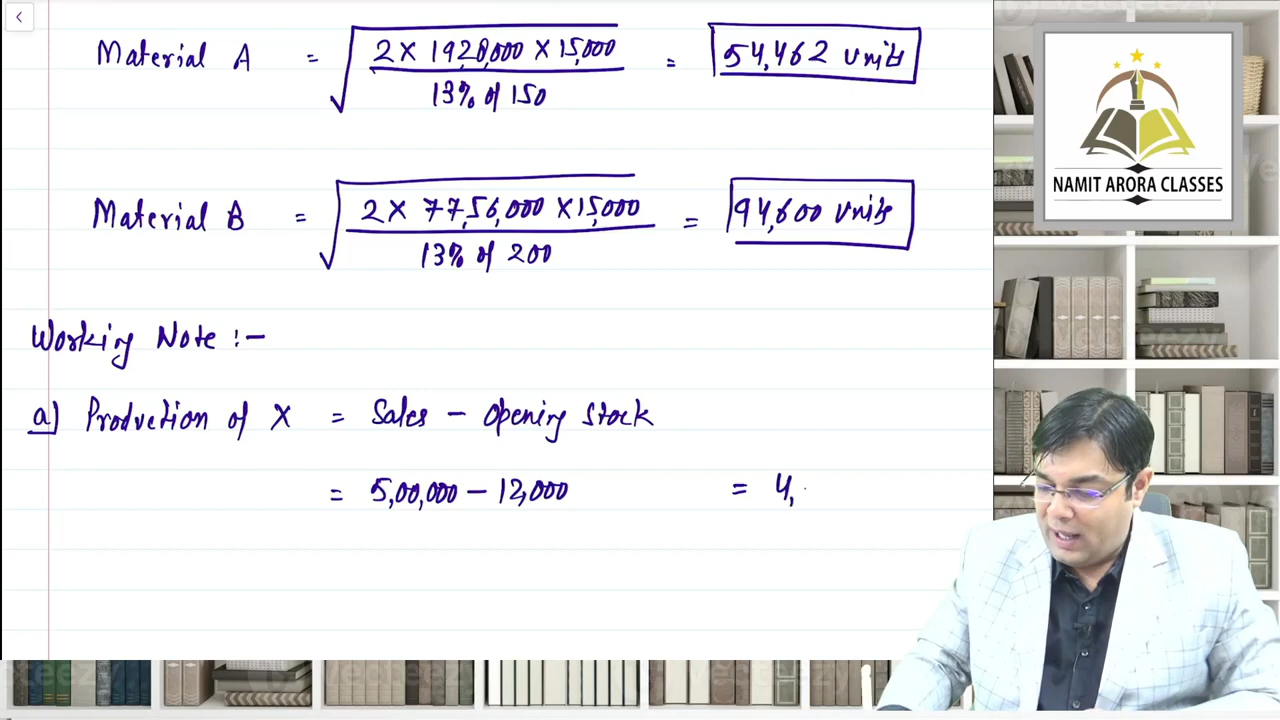 Material A = √ 2 × 1928,000 × 15,000 / 13% of 150 = 54,462 units
Material B = √ 2 × 77,56,000 × 15,000 / 13% of 200 = 94,600 units
Working Note :-
a) Production of X = Sales - Opening Stock
= 5,00,000 - 12,000 = 4,
NAMIT ARORA CLASSES